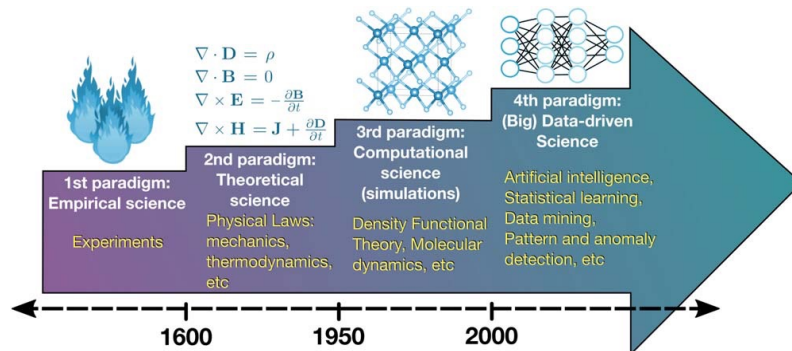 ∇ · D = ρ
∇ · B = 0
∇ × E = −∂B/∂t
∇ × H = J + ∂D/∂t
1st paradigm:
Empirical science
Experiments
2nd paradigm:
Theoretical
science
Physical Laws:
mechanics,
thermodynamics,
etc
3rd paradigm:
Computational
science
(simulations)
Density Functional
Theory, Molecular
dynamics, etc
4th paradigm:
(Big) Data-driven
Science
Artificial intelligence,
Statistical learning,
Data mining,
Pattern and anomaly
detection, etc
1600
1950
2000